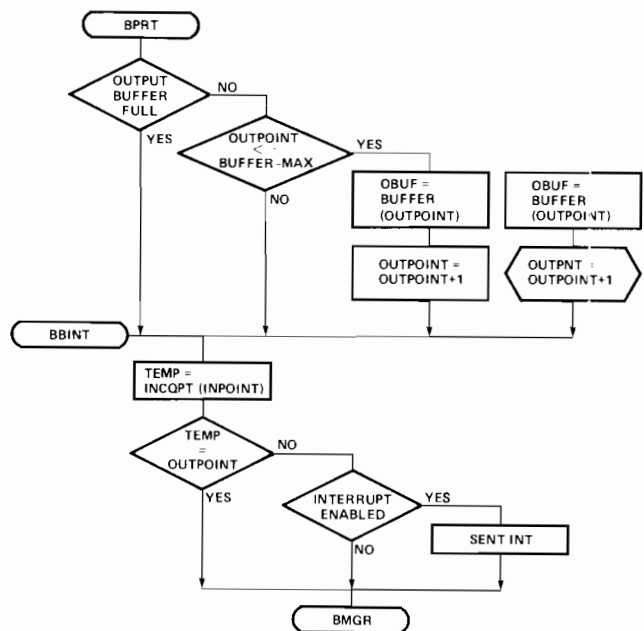 BPRT
OUTPUT
BUFFER
FULL
NO
YES
OUTPOINT
<
BUFFER-MAX
YES
NO
OBUF =
BUFFER
(OUTPOINT)
OBUF =
BUFFER
(OUTPOINT)
OUTPOINT =
OUTPOINT+1
OUTPNT =
OUTPOINT+1
BBINT
TEMP =
INCQPT (INPOINT)
TEMP
=
OUTPOINT
NO
YES
INTERRUPT
ENABLED
YES
NO
SENT INT
BMGR